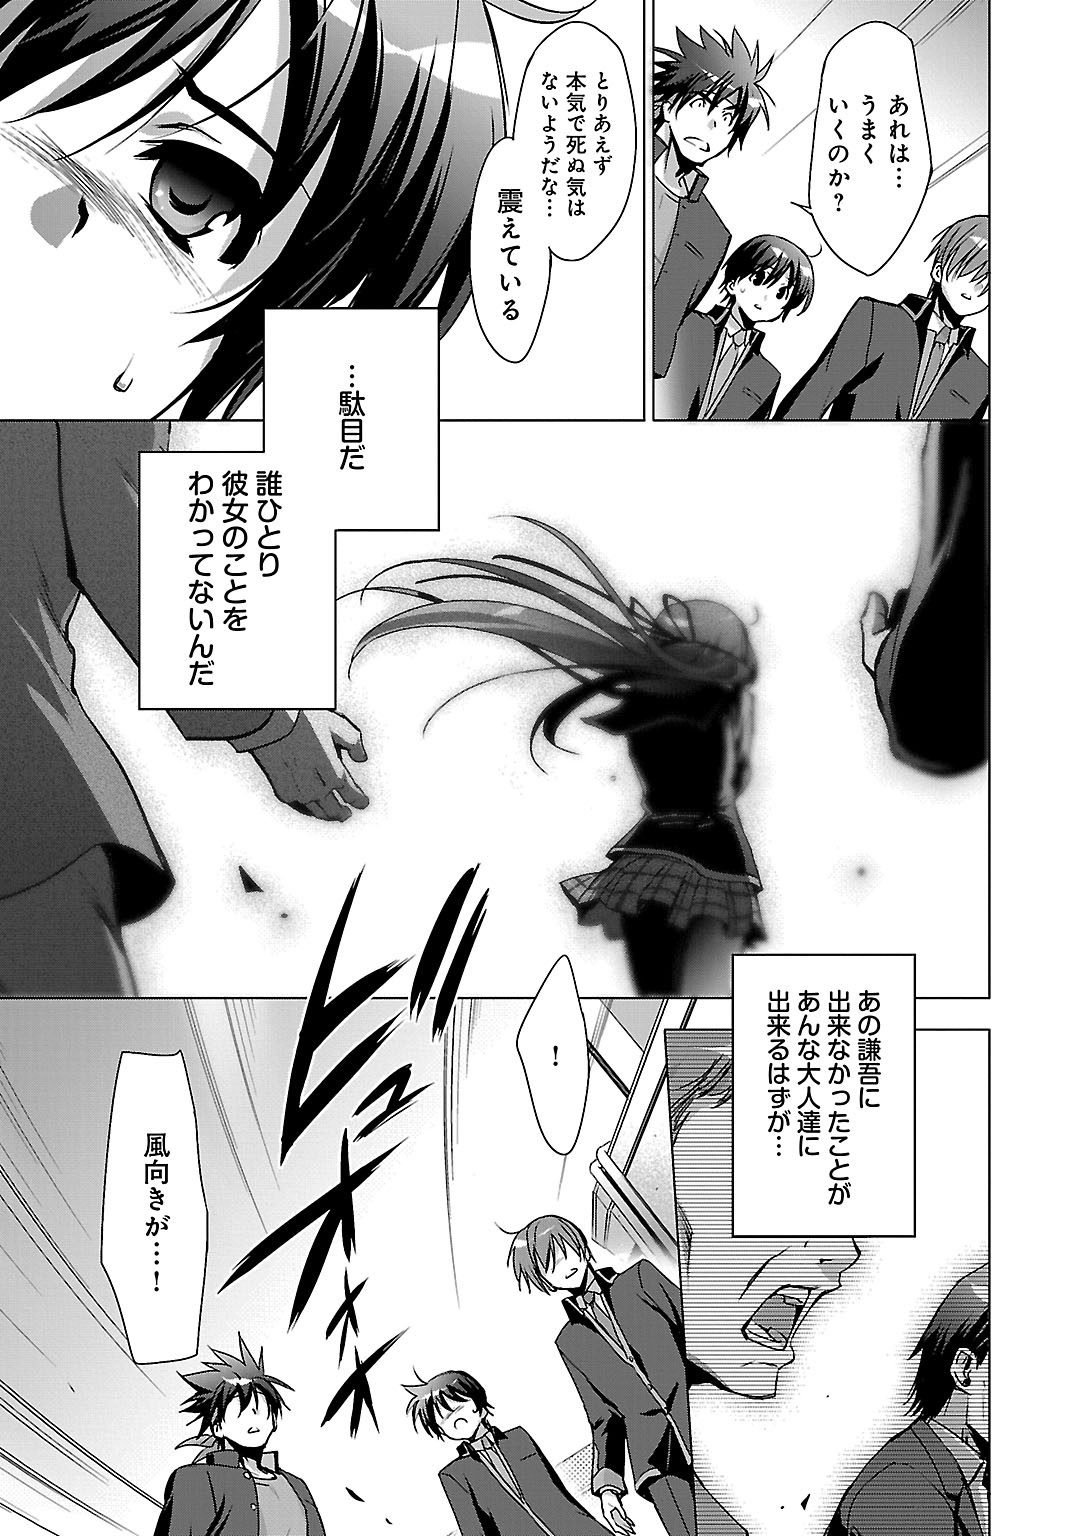 あれは…
うまく
いくのか？
とりあえず
本気で死ぬ気は
ないようだな…
震えている
…駄目だ
誰ひとり
彼女のことを
わかってないんだ
あの謙吾に
出来なかったことが
あんな大人達に
出来るはずが…
！
ビュオオ
風向きが……！